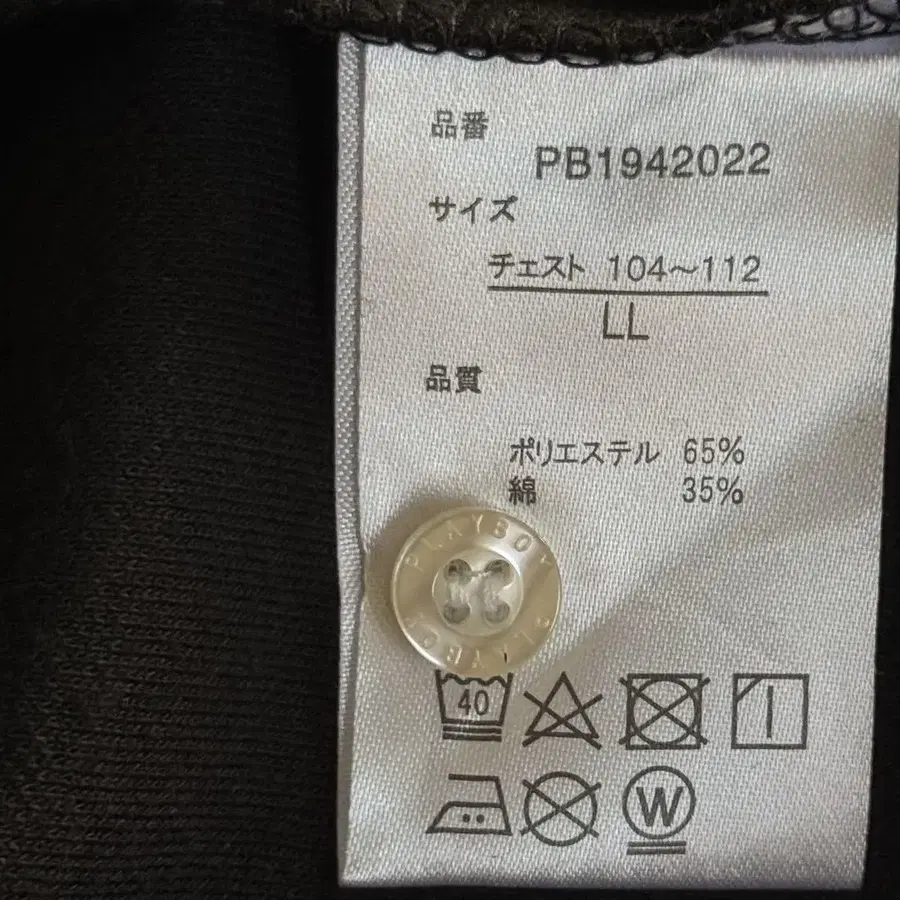 品番
PB1942022
サイズ
チェスト 104~112
LL
品質
ポリエステル 65%
綿 35%
PLAYBOY
PLAYBOY
40
W